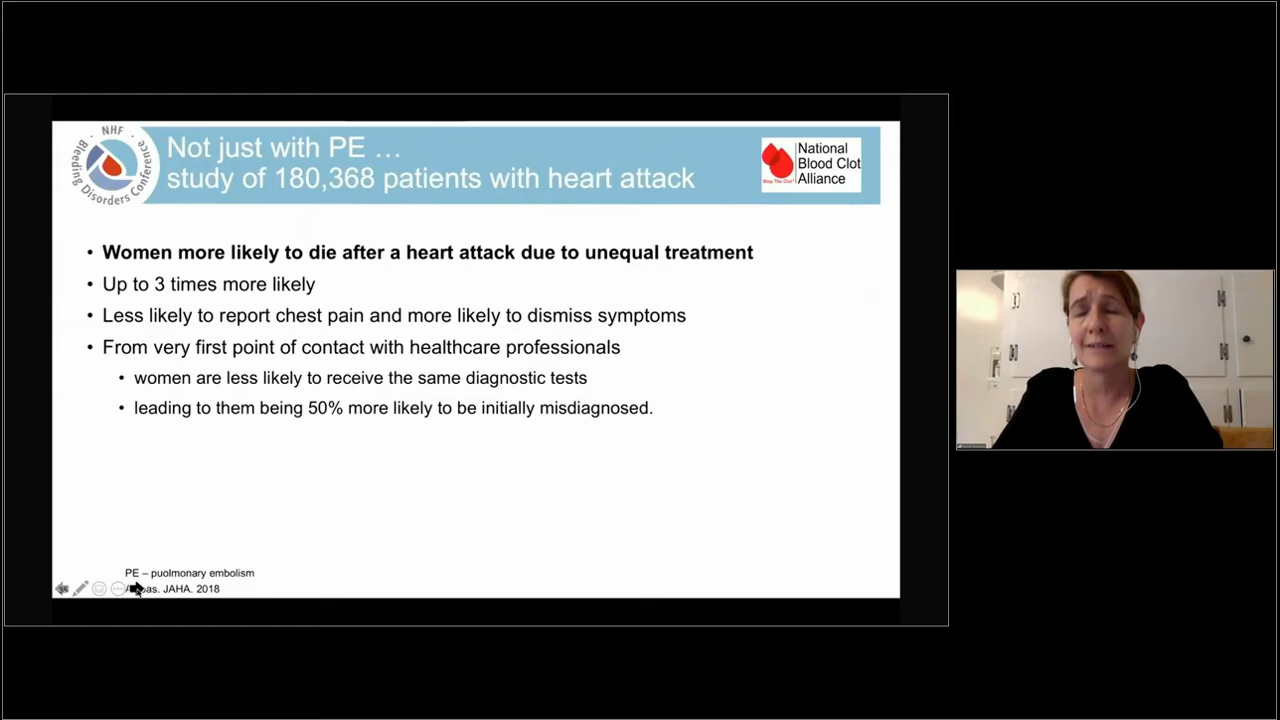 NHF
Bleeding Disorders Conference
Not just with PE …
study of 180,368 patients with heart attack
National
Blood Clot
Alliance
Stop The Clot
• Women more likely to die after a heart attack due to unequal treatment
• Up to 3 times more likely
• Less likely to report chest pain and more likely to dismiss symptoms
• From very first point of contact with healthcare professionals
• women are less likely to receive the same diagnostic tests
• leading to them being 50% more likely to be initially misdiagnosed.
PE – puolmonary embolism
JAHA. 2018